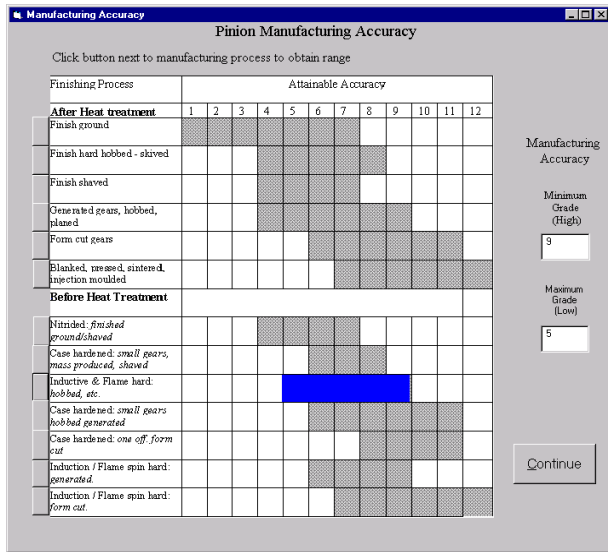 Manufacturing Accuracy
Pinion Manufacturing Accuracy
Click button next to manufacturing process to obtain range
Finishing Process
Attainable Accuracy
After Heat treatment
1 2 3 4 5 6 7 8 9 10 11 12
Finish ground
Finish hard hobbed - skived
Finish shaved
Generated gears, hobbed,
planed
Form cut gears
Blanked, pressed, sintered,
injection moulded
Before Heat Treatment
Nitrided: finished
ground/shaved
Case hardened: small gears,
mass produced, shaved
Inductive & Flame hard:
hobbed, etc.
Case hardened: small gears
hobbed generated
Case hardened: one off. form
cut
Induction / Flame spin hard:
generated.
Induction / Flame spin hard:
form cut.
Manufacturing
Accuracy
Minimum
Grade
(High)
9
Maximum
Grade
(Low)
5
Continue